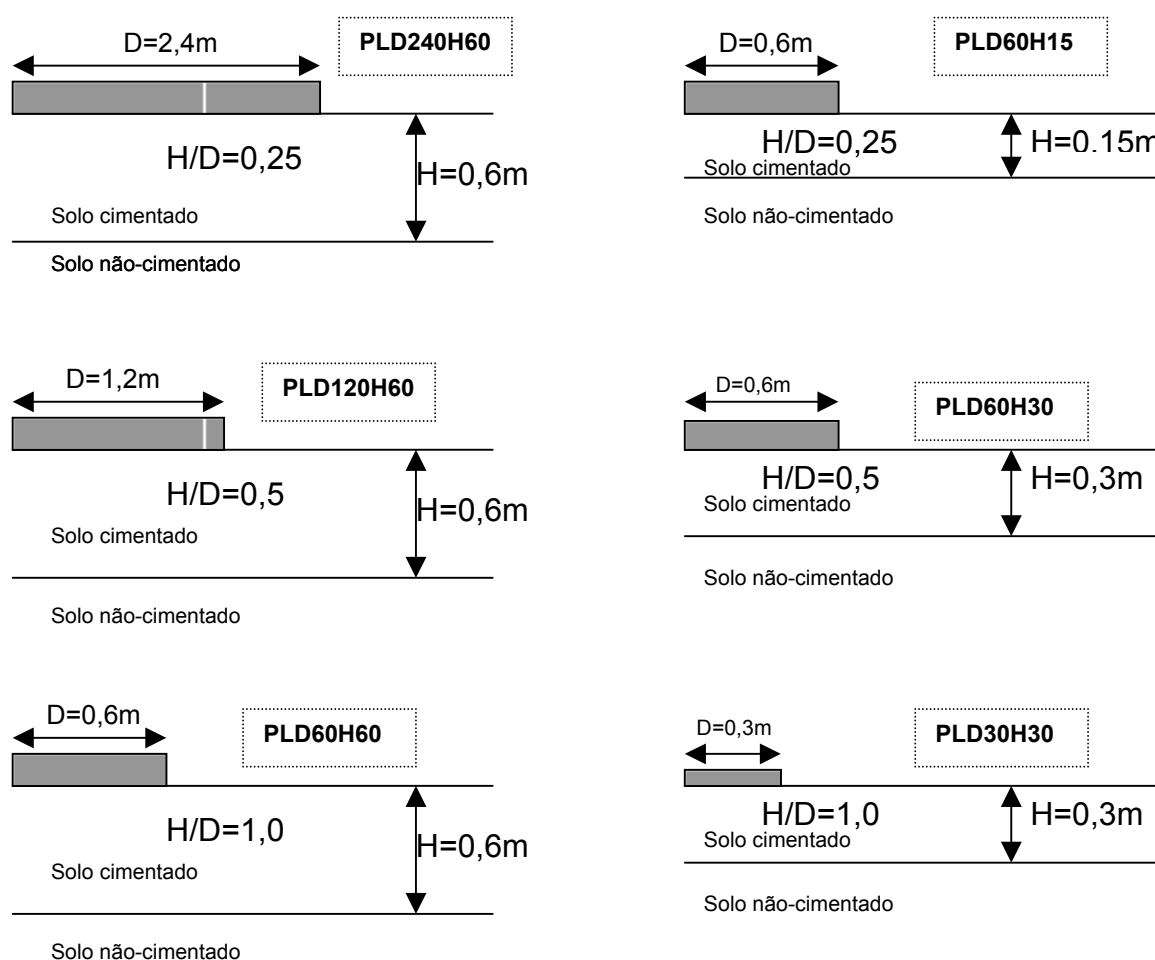 D=2,4m
PLD240H60
H/D=0,25
H=0,6m
Solo cimentado
Solo não-cimentado
D=0,6m
PLD60H15
H/D=0,25
H=0.15m
Solo cimentado
Solo não-cimentado
D=1,2m
PLD120H60
H/D=0,5
H=0,6m
Solo cimentado
Solo não-cimentado
D=0,6m
PLD60H30
H/D=0,5
H=0,3m
Solo cimentado
Solo não-cimentado
D=0,6m
PLD60H60
H/D=1,0
H=0,6m
Solo cimentado
Solo não-cimentado
D=0,3m
PLD30H30
H/D=1,0
H=0,3m
Solo cimentado
Solo não-cimentado